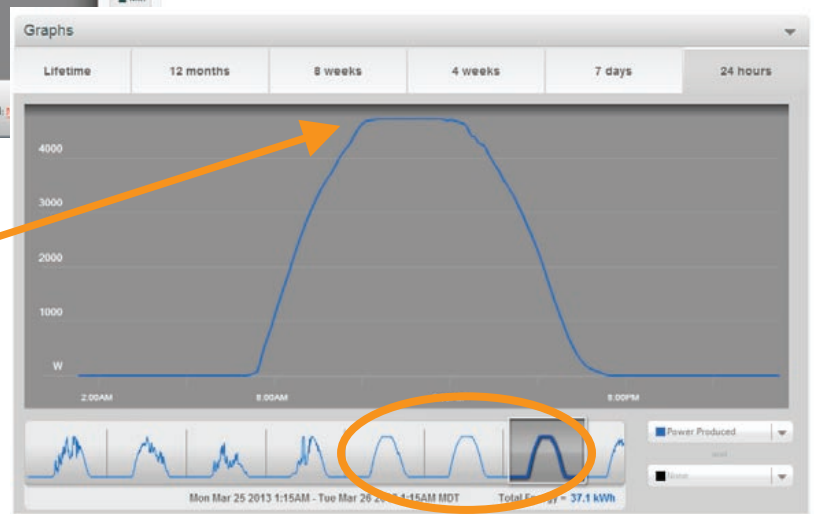 Graphs
Lifetime 12 months 8 weeks 4 weeks 7 days 24 hours
4000
3000
2000
1000
W
2:00AM 8:00AM 8:00PM
Power Produced
and
None
Mon Mar 25 2013 1:15AM - Tue Mar 26 1:15AM MDT Total Energy = 37.1 kWh